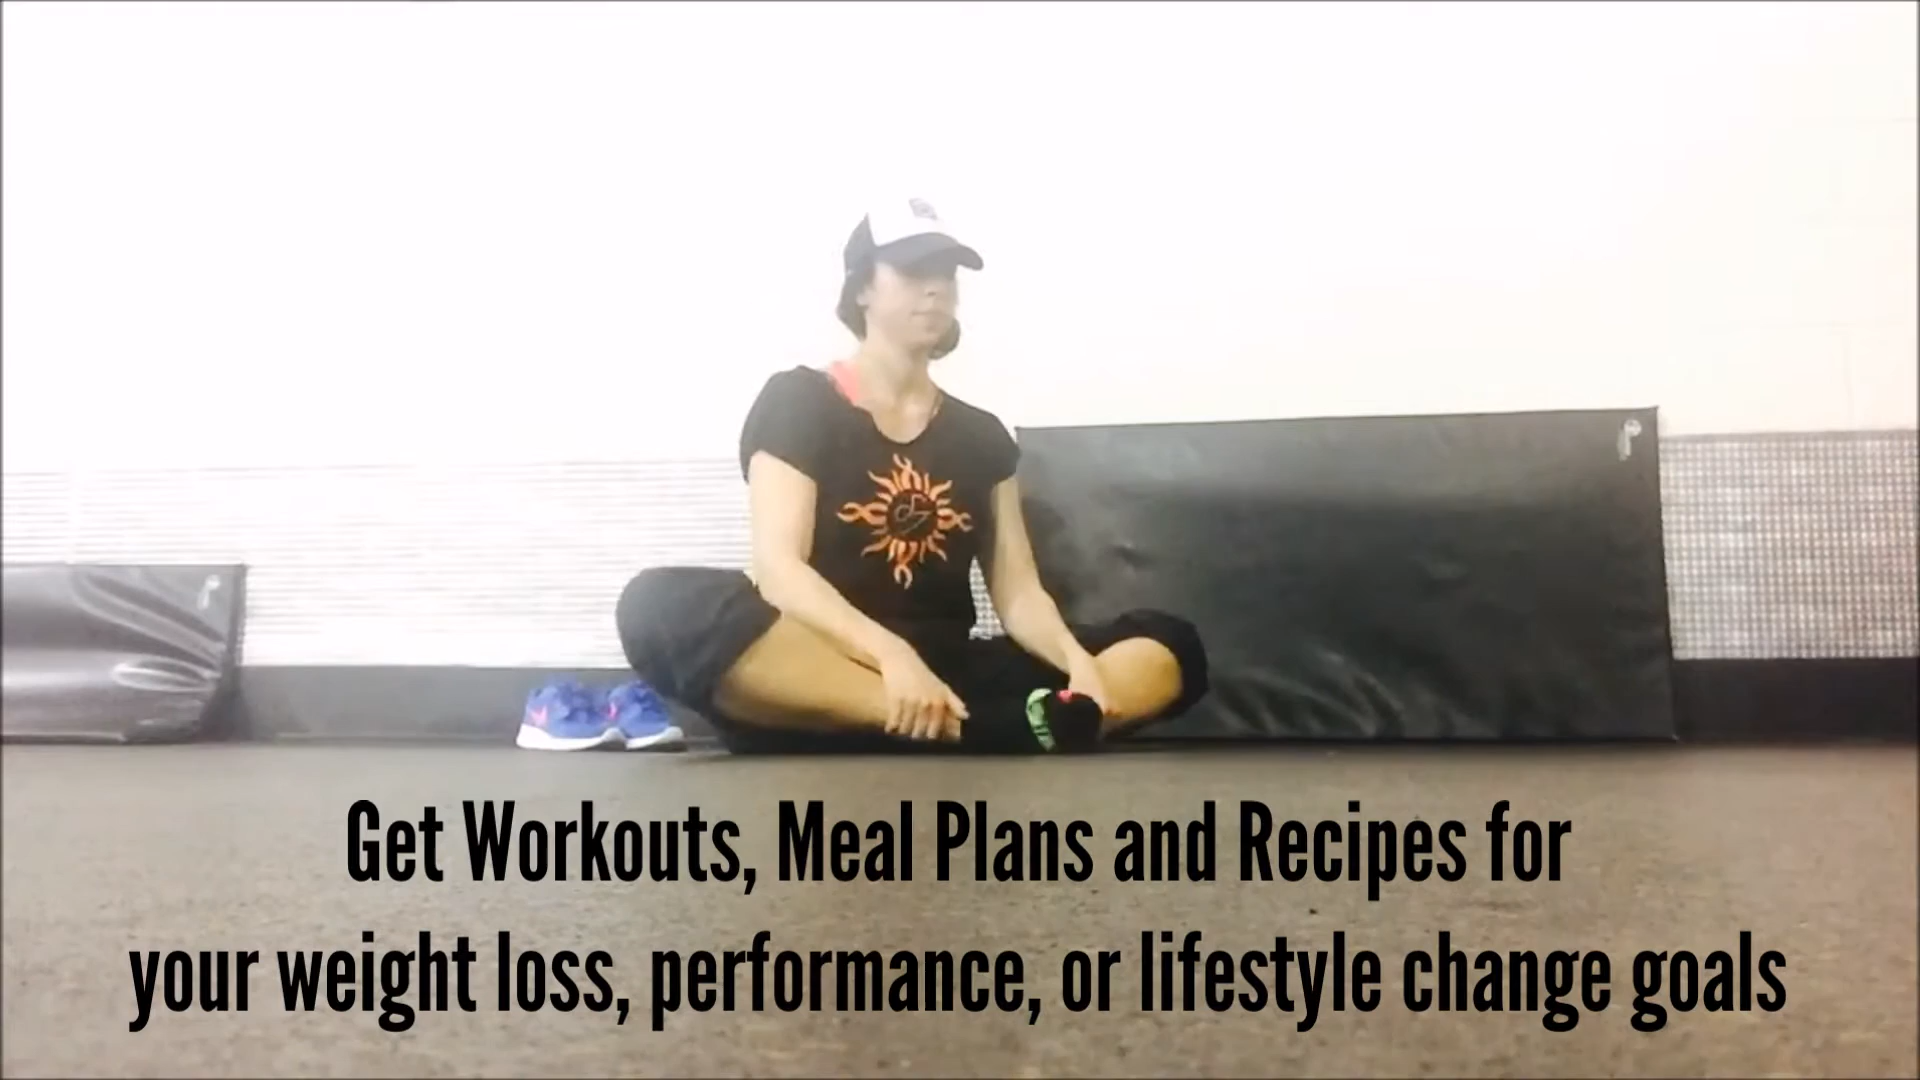 Get Workouts, Meal Plans and Recipes for
your weight loss, performance, or lifestyle change goals